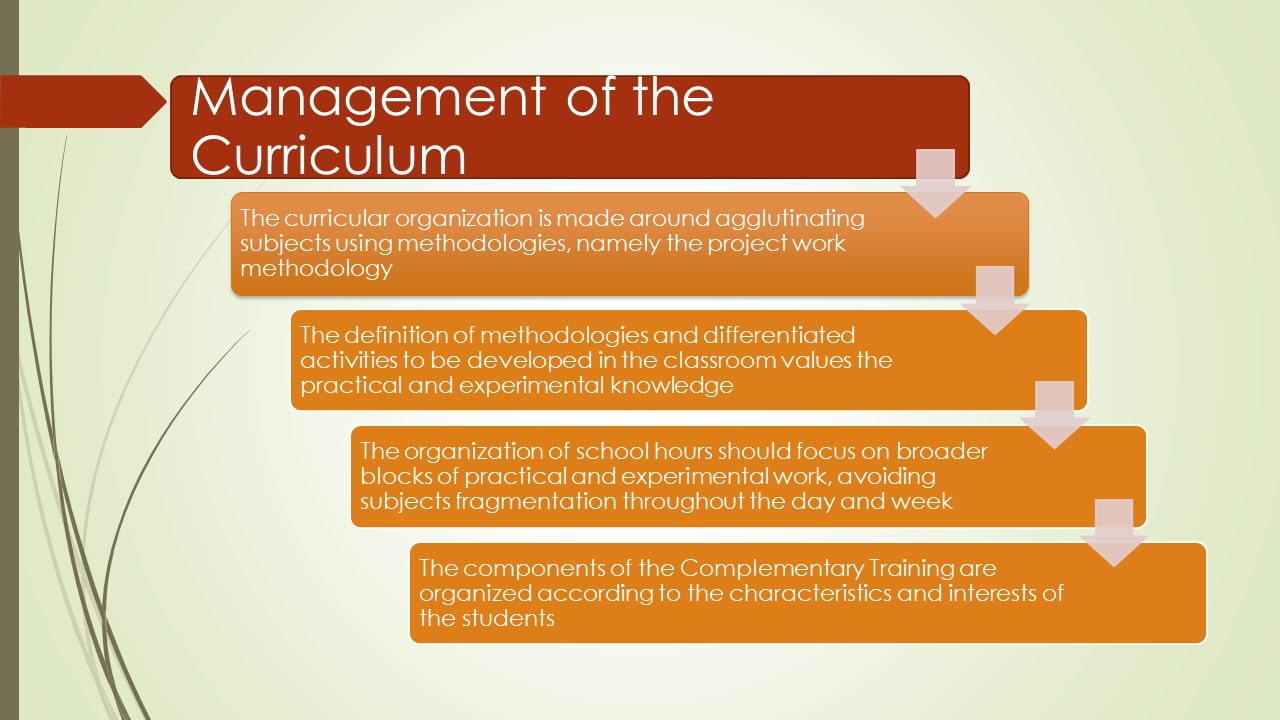 Management of the
Curriculum
The curricular organization is made around agglutinating
subjects using methodologies, namely the project work
methodology
The definition of methodologies and differentiated
activities to be developed in the classroom values the
practical and experimental knowledge
The organization of school hours should focus on broader
blocks of practical and experimental work, avoiding
subjects fragmentation throughout the day and week
The components of the Complementary Training are
organized according to the characteristics and interests of
the students